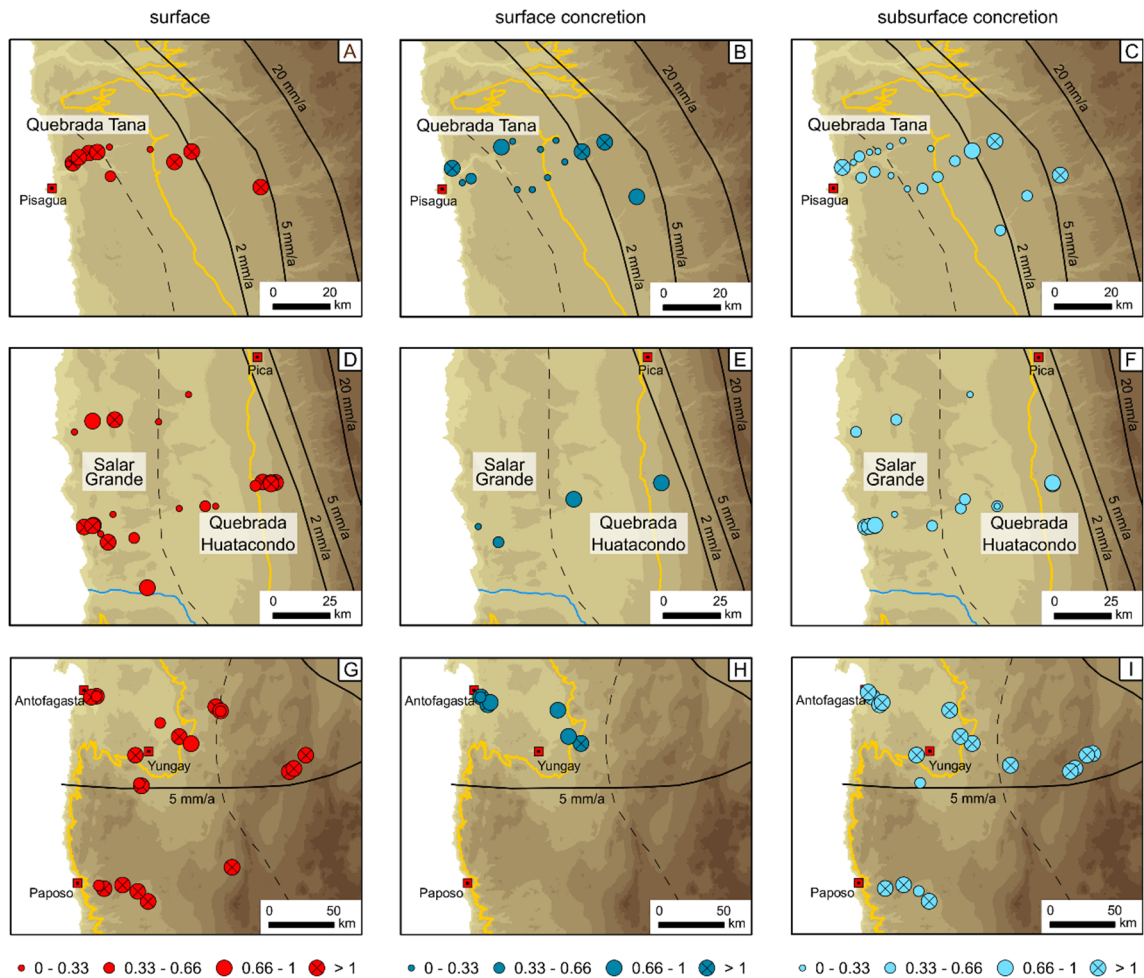 surface
surface concretion
subsurface concretion
A
20 mm/a
Quebrada Tana
Pisagua
2 mm/a
5 mm/a
0 20
km
B
20 mm/a
Quebrada Tana
Pisagua
2 mm/a
5 mm/a
0 20
km
C
20 mm/a
Quebrada Tana
Pisagua
2 mm/a
5 mm/a
0 20
km
D
Pica
20 mm/a
Salar
Grande
Quebrada
Huatacondo
2 mm/a
5 mm/a
0 25
km
E
Pica
20 mm/a
Salar
Grande
Quebrada
Huatacondo
2 mm/a
5 mm/a
0 25
km
F
Pica
20 mm/a
Salar
Grande
Quebrada
Huatacondo
2 mm/a
5 mm/a
0 25
km
G
Antofagasta
Yungay
5 mm/a
Paposo
0 50
km
H
Antofagasta
Yungay
5 mm/a
Paposo
0 50
km
I
Antofagasta
Yungay
5 mm/a
Paposo
0 50
km
0 - 0.33 0.33 - 0.66 0.66 - 1 > 1
0 - 0.33 0.33 - 0.66 0.66 - 1 > 1
0 - 0.33 0.33 - 0.66 0.66 - 1 > 1